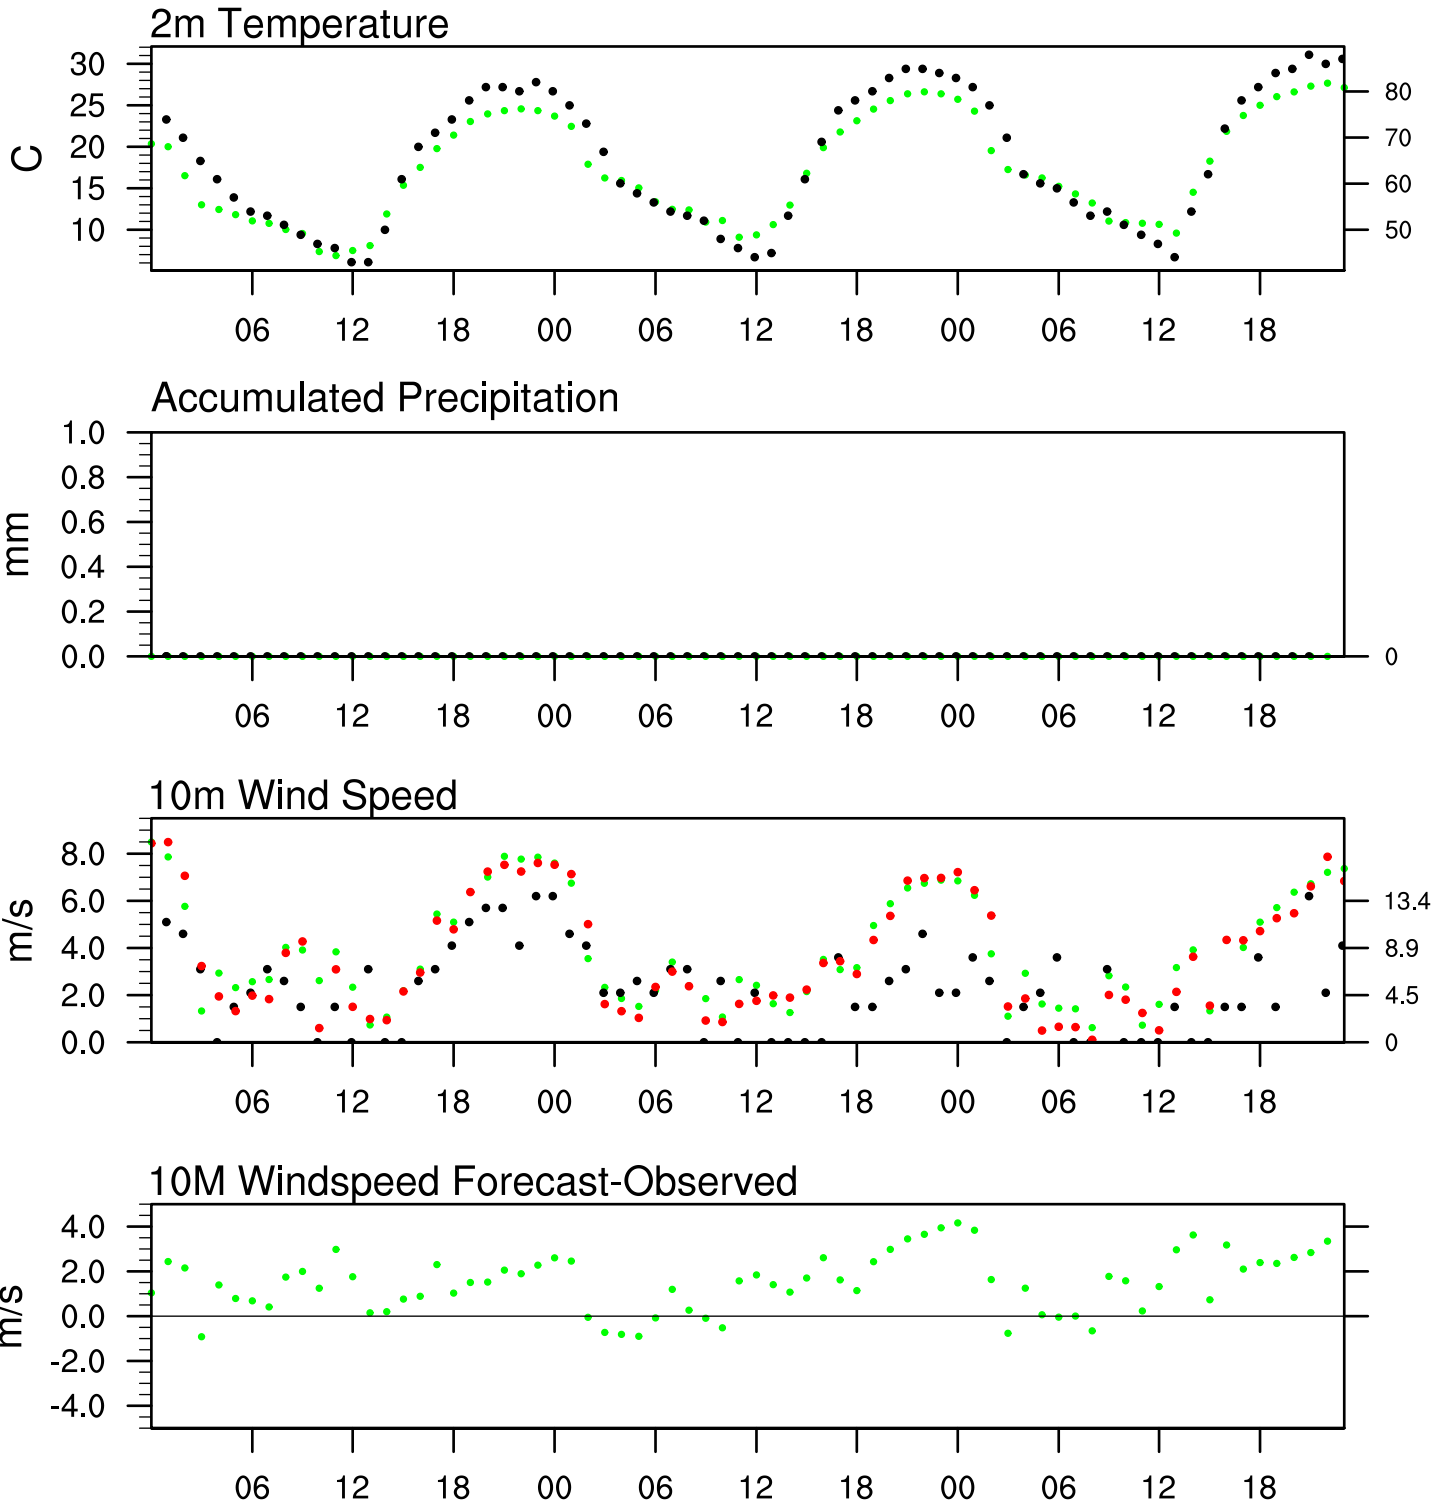 2m Temperature
30
25
20
15
10
C
80
70
60
50
06 12 18 00 06 12 18 00 06 12 18
Accumulated Precipitation
1.0
0.8
0.6
0.4
0.2
0.0
mm
0
06 12 18 00 06 12 18 00 06 12 18
10m Wind Speed
8.0
6.0
4.0
2.0
0.0
m/s
13.4
8.9
4.5
0
06 12 18 00 06 12 18 00 06 12 18
10M Windspeed Forecast-Observed
4.0
2.0
0.0
-2.0
-4.0
m/s
06 12 18 00 06 12 18 00 06 12 18